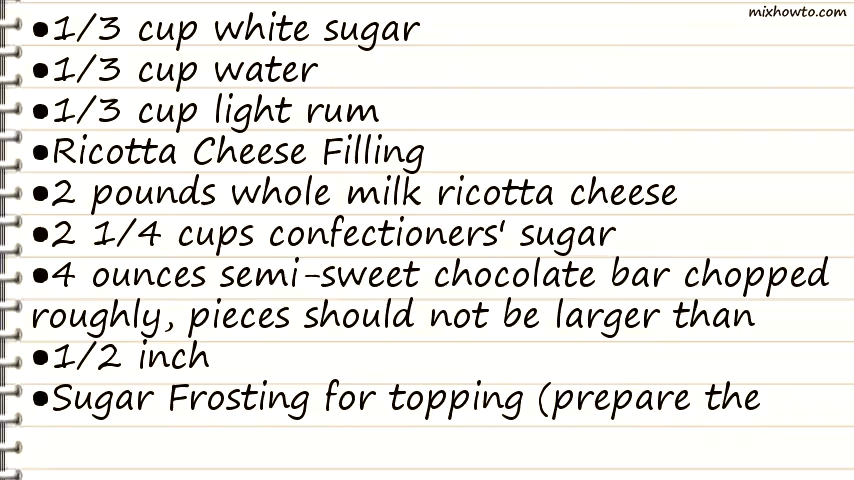 mixhowto.com
•1/3 cup white sugar
•1/3 cup water
•1/3 cup light rum
•Ricotta Cheese Filling
•2 pounds whole milk ricotta cheese
•2 1/4 cups confectioners' sugar
•4 ounces semi-sweet chocolate bar chopped
roughly, pieces should not be larger than
•1/2 inch
•Sugar Frosting for topping (prepare the